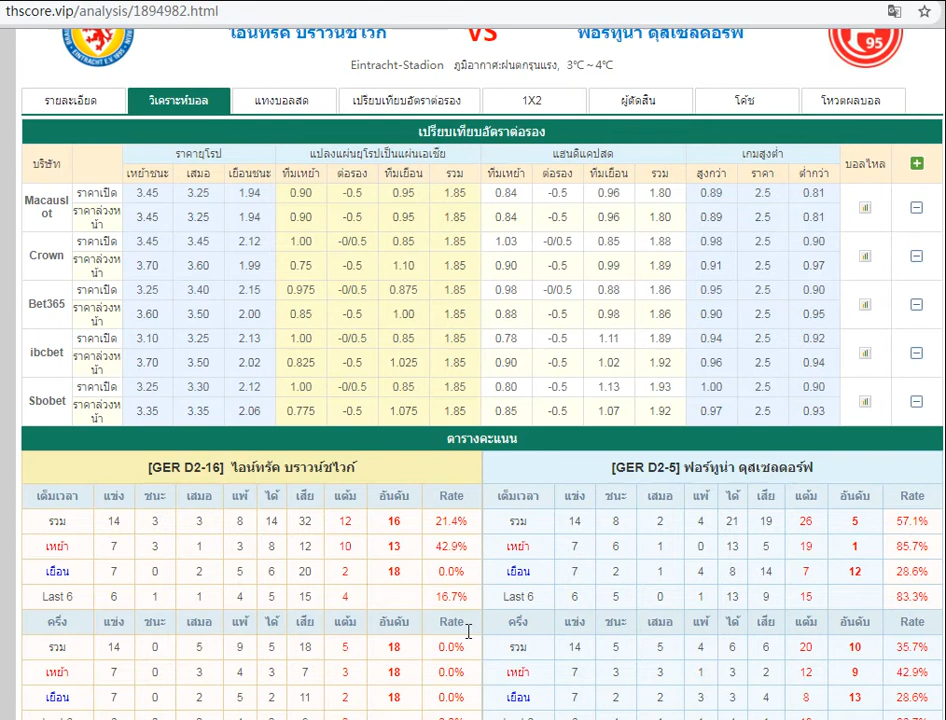 thscore.vip/analysis/1894982.html
ไอน์ทรัค บราวน์ชไวก์ VS ฟอร์ทูน่า ดุสเซลดอร์ฟ
95
Eintracht-Stadion ภูมิอากาศ:ฝนตกรุนแรง, 3℃～4℃
รายละเอียด วิเคราะห์บอล แทงบอลสด เปรียบเทียบอัตราต่อรอง 1X2 ผู้ตัดสิน โค้ช โหวตผลบอล
เปรียบเทียบอัตราต่อรอง
บริษัท ราคายุโรป แปลงแผ่นยุโรปเป็นแผ่นเอเชีย แฮนดิแคปสด เกมสูงต่ำ บอลไหล
เหย้าชนะ เสมอ เยือนชนะ ทีมเหย้า ต่อรอง ทีมเยือน รวม ทีมเหย้า ต่อรอง ทีมเยือน รวม สูงกว่า ราคา ต่ำกว่า
Macauslot ราคาเปิด 3.45 3.25 1.94 0.90 -0.5 0.95 1.85 0.84 -0.5 0.96 1.80 0.89 2.5 0.81
ราคาล่วงหน้า 3.45 3.25 1.94 0.90 -0.5 0.95 1.85 0.84 -0.5 0.96 1.80 0.89 2.5 0.81
Crown ราคาเปิด 3.45 3.45 2.12 1.00 -0/0.5 0.85 1.85 1.03 -0/0.5 0.85 1.88 0.98 2.5 0.90
ราคาล่วงหน้า 3.70 3.60 1.99 0.75 -0.5 1.10 1.85 0.90 -0.5 0.99 1.89 0.91 2.5 0.97
Bet365 ราคาเปิด 3.25 3.40 2.15 0.975 -0/0.5 0.875 1.85 0.98 -0/0.5 0.88 1.86 0.95 2.5 0.90
ราคาล่วงหน้า 3.60 3.50 2.00 0.85 -0.5 1.00 1.85 0.88 -0.5 0.98 1.86 0.90 2.5 0.95
ibcbet ราคาเปิด 3.10 3.25 2.13 1.00 -0/0.5 0.85 1.85 0.78 -0.5 1.11 1.89 0.94 2.5 0.92
ราคาล่วงหน้า 3.70 3.50 2.02 0.825 -0.5 1.025 1.85 0.90 -0.5 1.02 1.92 0.96 2.5 0.94
Sbobet ราคาเปิด 3.25 3.30 2.12 1.00 -0/0.5 0.85 1.85 0.80 -0.5 1.13 1.93 1.00 2.5 0.90
ราคาล่วงหน้า 3.35 3.35 2.06 0.775 -0.5 1.075 1.85 0.85 -0.5 1.07 1.92 0.97 2.5 0.93
ตารางคะแนน
[GER D2-16] ไอน์ทรัค บราวน์ชไวก์ [GER D2-5] ฟอร์ทูน่า ดุสเซลดอร์ฟ
เต็มเวลา แข่ง ชนะ เสมอ แพ้ ได้ เสีย แต้ม อันดับ Rate เต็มเวลา แข่ง ชนะ เสมอ แพ้ ได้ เสีย แต้ม อันดับ Rate
รวม 14 3 3 8 14 32 12 16 21.4% รวม 14 8 2 4 21 19 26 5 57.1%
เหย้า 7 3 1 3 8 12 10 13 42.9% เหย้า 7 6 1 0 13 5 19 1 85.7%
เยือน 7 0 2 5 6 20 2 18 0.0% เยือน 7 2 1 4 8 14 7 12 28.6%
Last 6 6 1 1 4 5 15 4 16.7% Last 6 6 5 0 1 13 9 15 83.3%
ครึ่ง แข่ง ชนะ เสมอ แพ้ ได้ เสีย แต้ม อันดับ Rate ครึ่ง แข่ง ชนะ เสมอ แพ้ ได้ เสีย แต้ม อันดับ Rate
รวม 14 0 5 9 5 18 5 18 0.0% รวม 14 5 5 4 6 6 20 10 35.7%
เหย้า 7 0 3 4 3 7 3 18 0.0% เหย้า 7 3 3 1 3 2 12 9 42.9%
เยือน 7 0 2 5 2 11 2 18 0.0% เยือน 7 2 2 3 3 4 8 13 28.6%